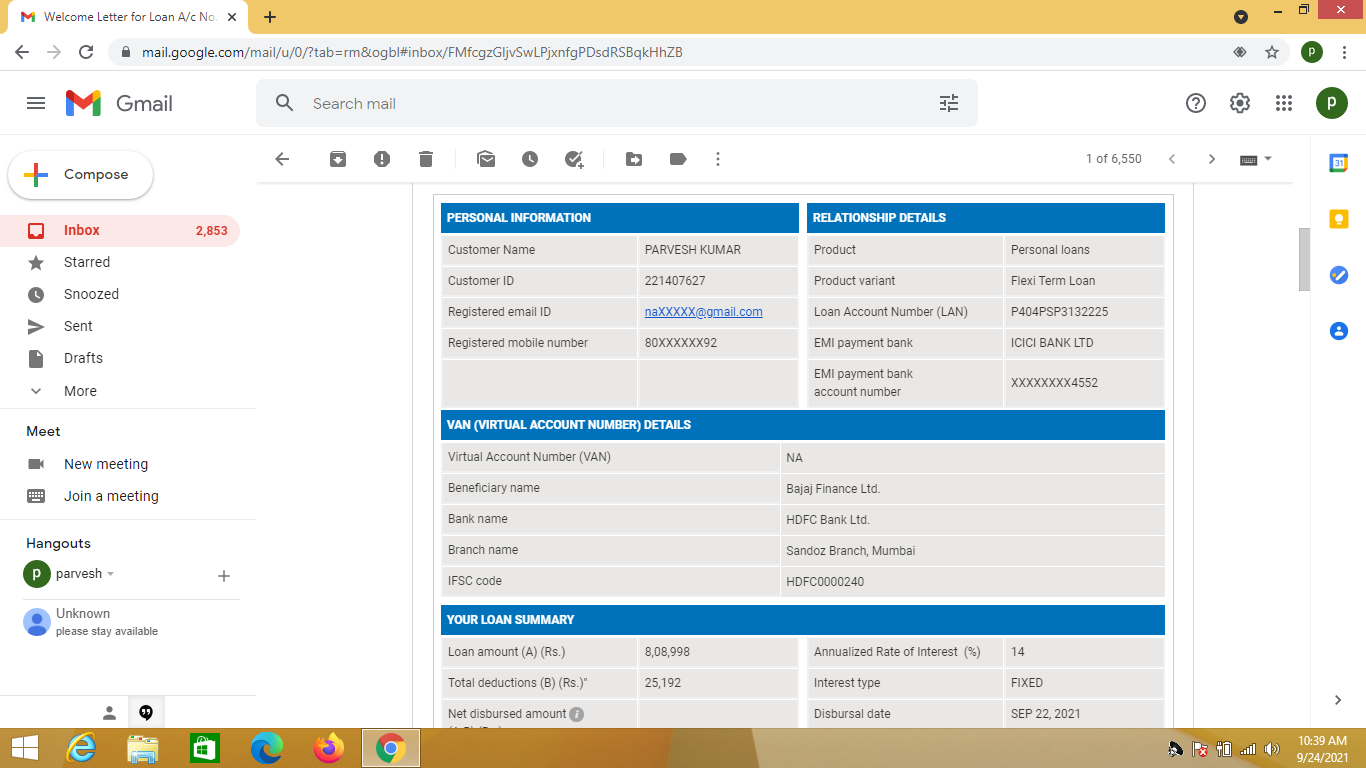 Welcome Letter for Loan A/c No.
mail.google.com/mail/u/0/?tab=rm&ogbl#inbox/FMfcgzGljvSwLPjxnfgPDsdRSBqkHhZB
p
Gmail
Search mail
p
Compose
1 of 6,550
31
Inbox 2,853
Starred
Snoozed
Sent
Drafts
More
Meet
New meeting
Join a meeting
Hangouts
p parvesh
Unknown
please stay available
PERSONAL INFORMATION
Customer Name PARVESH KUMAR
Customer ID 221407627
Registered email ID naXXXXX@gmail.com
Registered mobile number 80XXXXXX92
RELATIONSHIP DETAILS
Product Personal loans
Product variant Flexi Term Loan
Loan Account Number (LAN) P404PSP3132225
EMI payment bank ICICI BANK LTD
EMI payment bank
account number XXXXXXXX4552
VAN (VIRTUAL ACCOUNT NUMBER) DETAILS
Virtual Account Number (VAN) NA
Beneficiary name Bajaj Finance Ltd.
Bank name HDFC Bank Ltd.
Branch name Sandoz Branch, Mumbai
IFSC code HDFC0000240
YOUR LOAN SUMMARY
Loan amount (A) (Rs.) 8,08,998
Total deductions (B) (Rs.)" 25,192
Net disbursed amount i
Annualized Rate of Interest (%) 14
Interest type FIXED
Disbursal date SEP 22, 2021
10:39 AM
9/24/2021